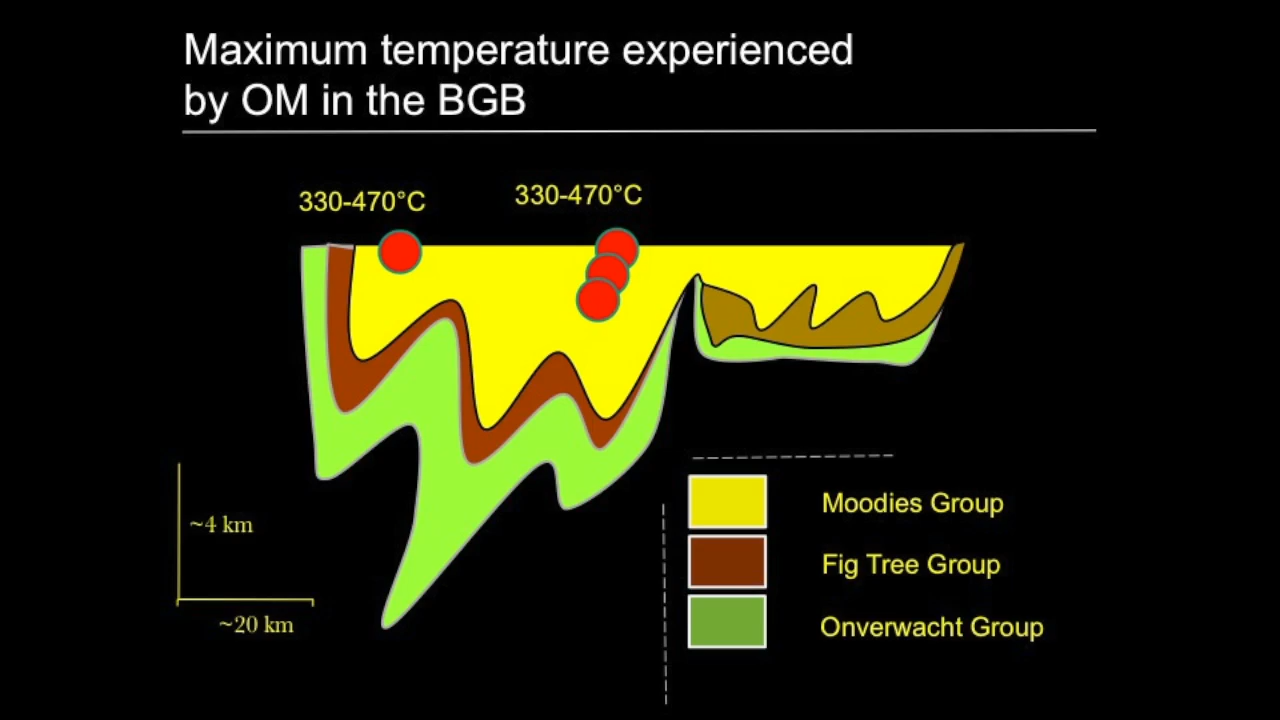 Maximum temperature experienced
by OM in the BGB
330-470°C
330-470°C
~4 km
~20 km
Moodies Group
Fig Tree Group
Onverwacht Group